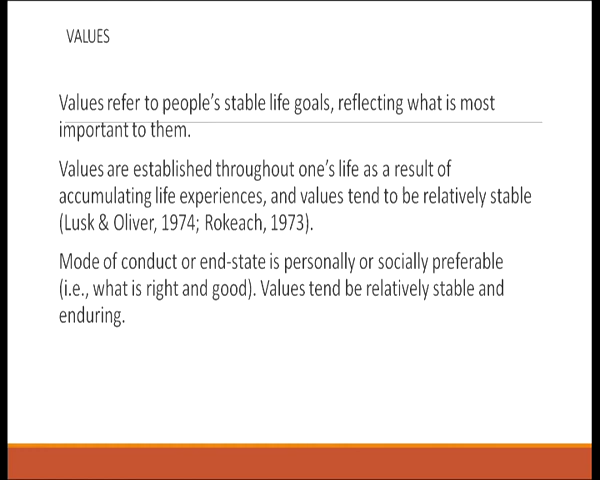 VALUES
Values refer to people's stable life goals, reflecting what is most
important to them.
Values are established throughout one's life as a result of
accumulating life experiences, and values tend to be relatively stable
(Lusk & Oliver, 1974; Rokeach, 1973).
Mode of conduct or end-state is personally or socially preferable
(i.e., what is right and good). Values tend be relatively stable and
enduring.